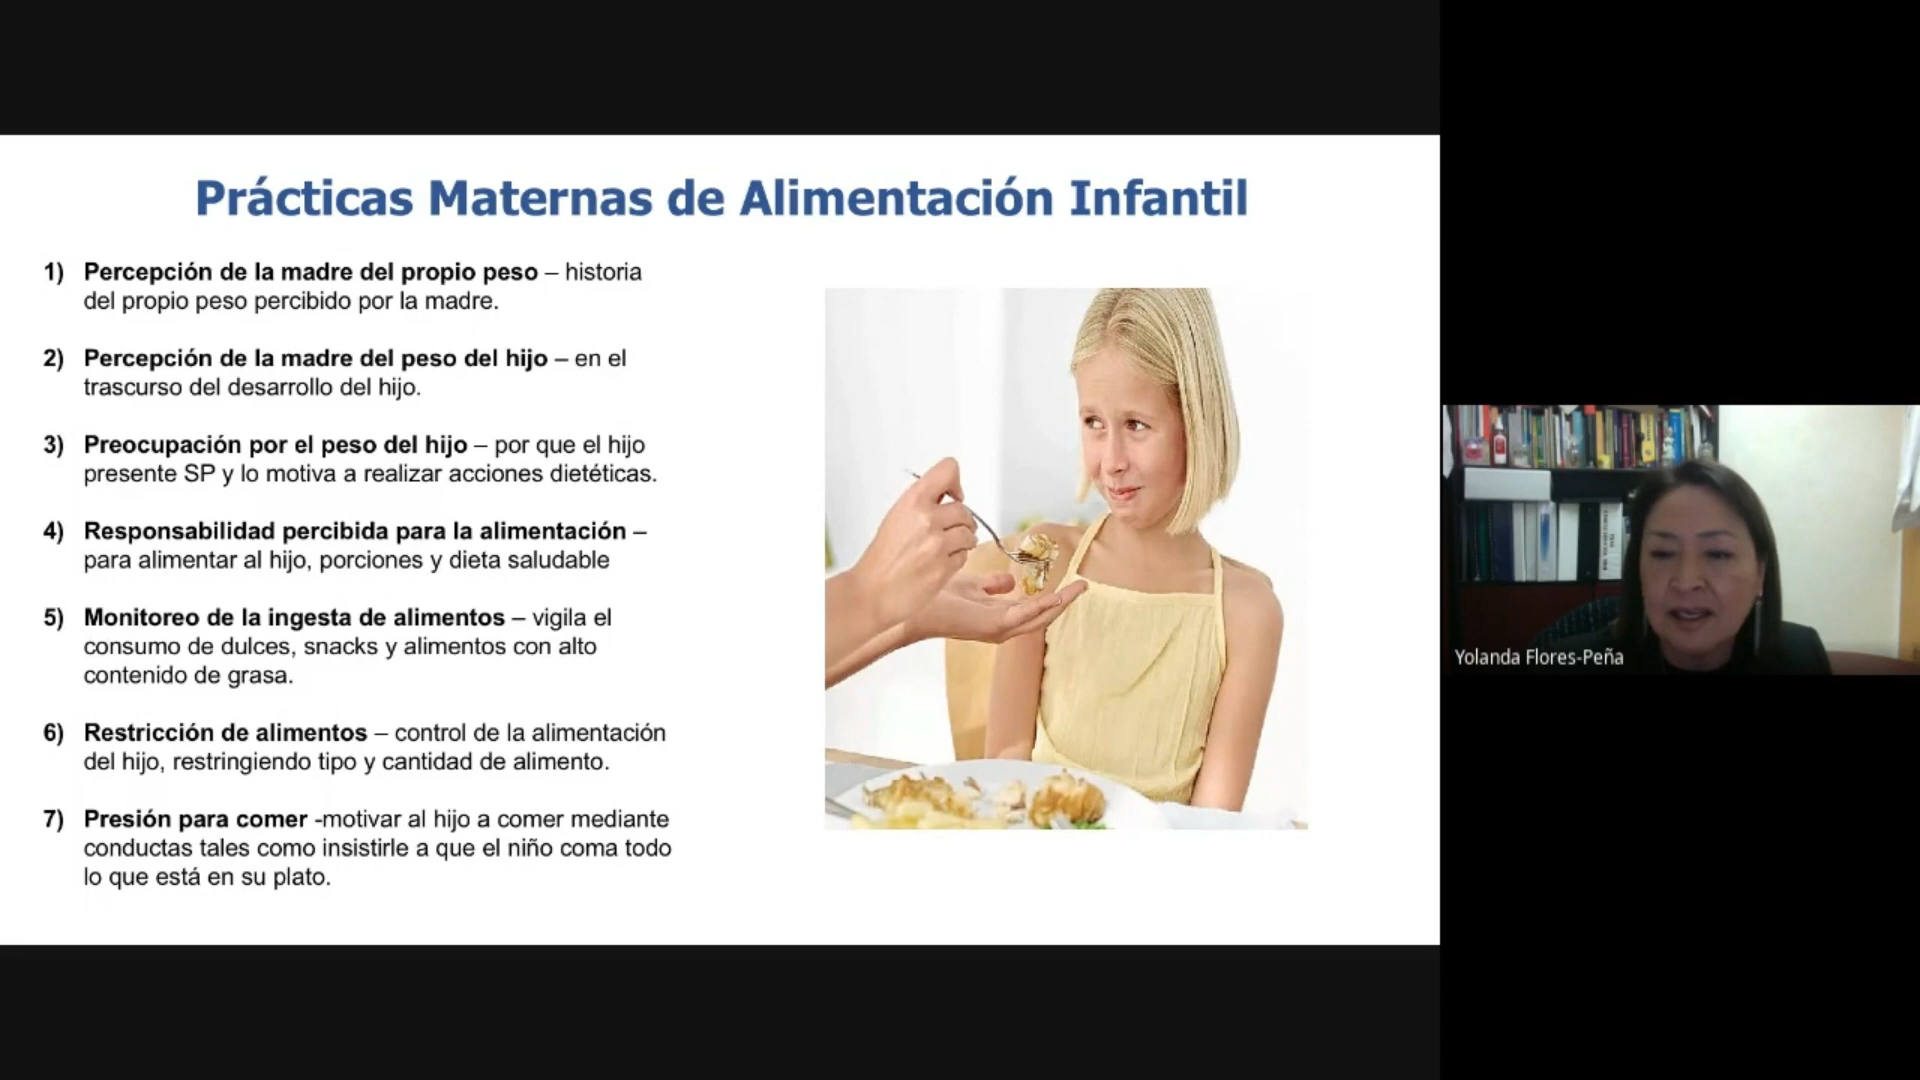 Prácticas Maternas de Alimentación Infantil
1) Percepción de la madre del propio peso – historia
del propio peso percibido por la madre.
2) Percepción de la madre del peso del hijo – en el
trascurso del desarrollo del hijo.
3) Preocupación por el peso del hijo – por que el hijo
presente SP y lo motiva a realizar acciones dietéticas.
4) Responsabilidad percibida para la alimentación –
para alimentar al hijo, porciones y dieta saludable
5) Monitoreo de la ingesta de alimentos – vigila el
consumo de dulces, snacks y alimentos con alto
contenido de grasa.
6) Restricción de alimentos – control de la alimentación
del hijo, restringiendo tipo y cantidad de alimento.
7) Presión para comer -motivar al hijo a comer mediante
conductas tales como insistirle a que el niño coma todo
lo que está en su plato.
Yolanda Flores-Peña